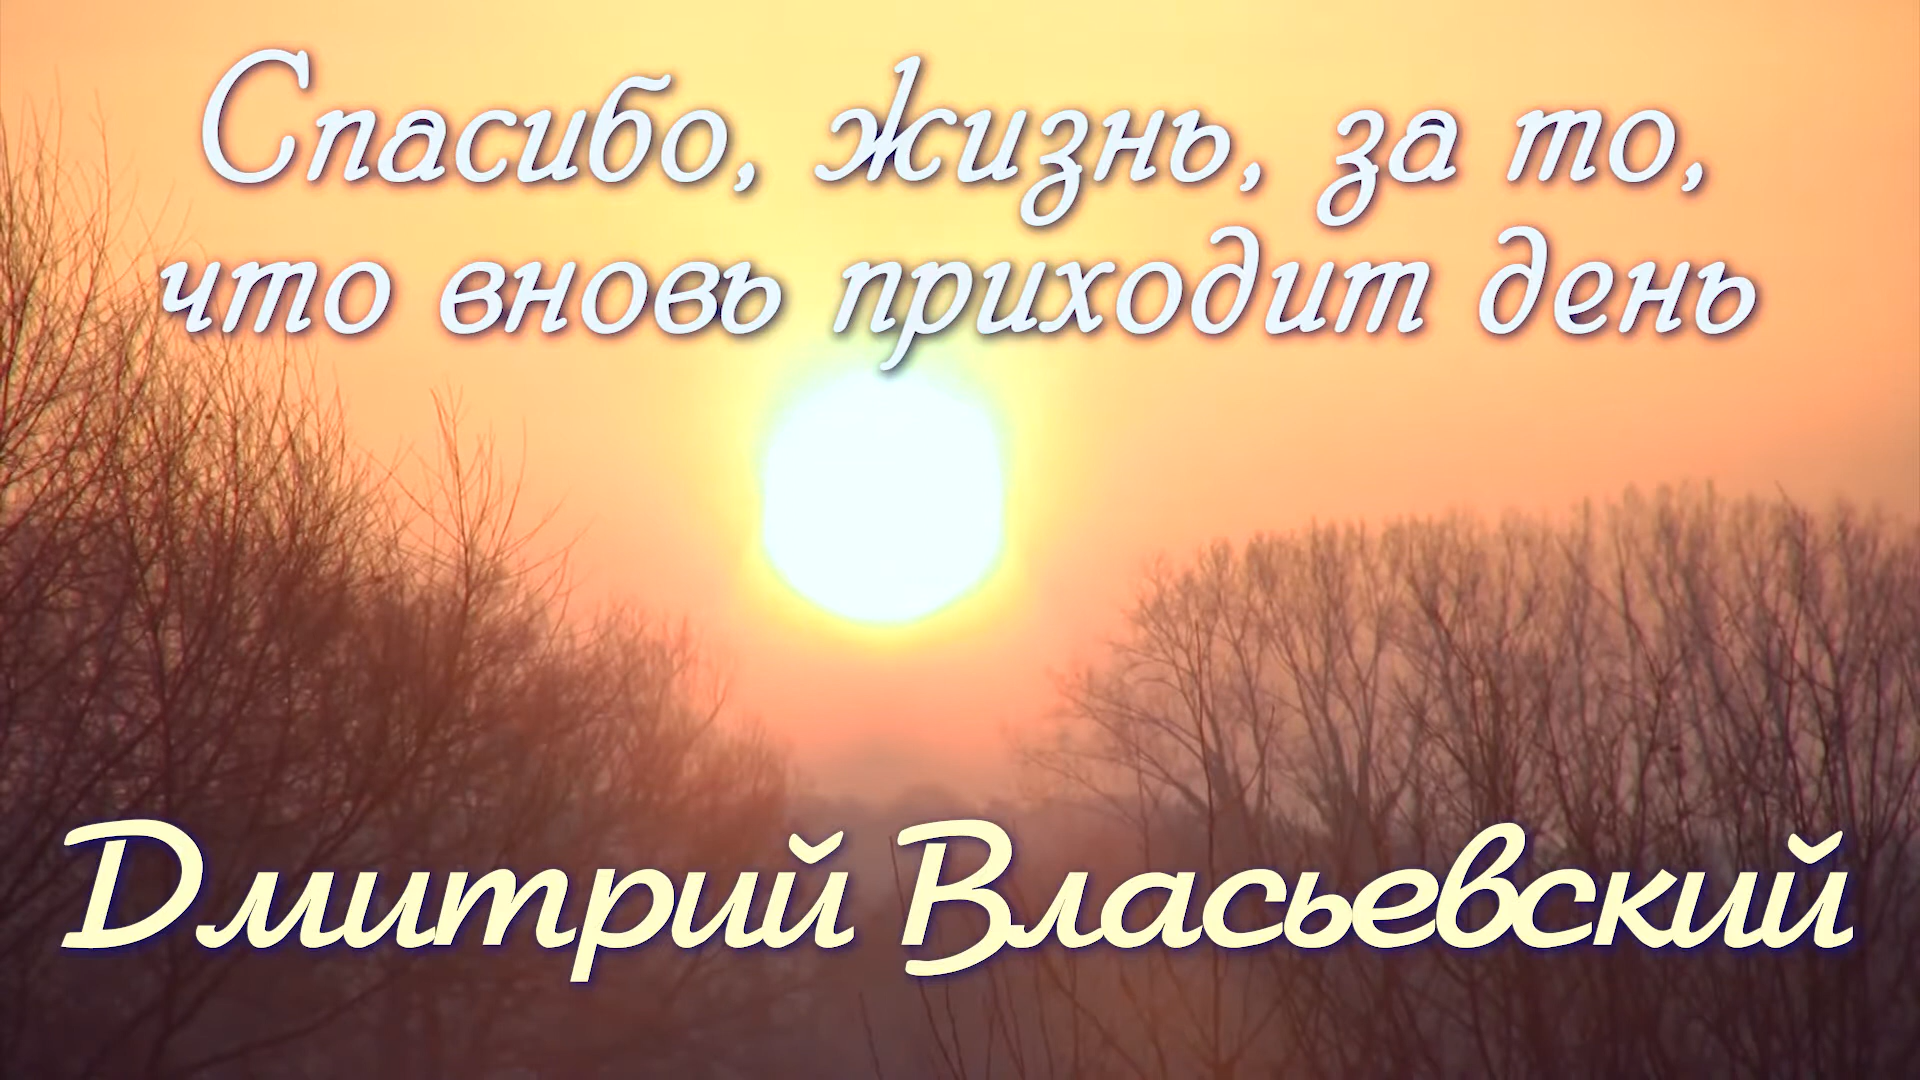 Спасибо, жизнь, за то,
что вновь приходит день
Дмитрий Власьевский